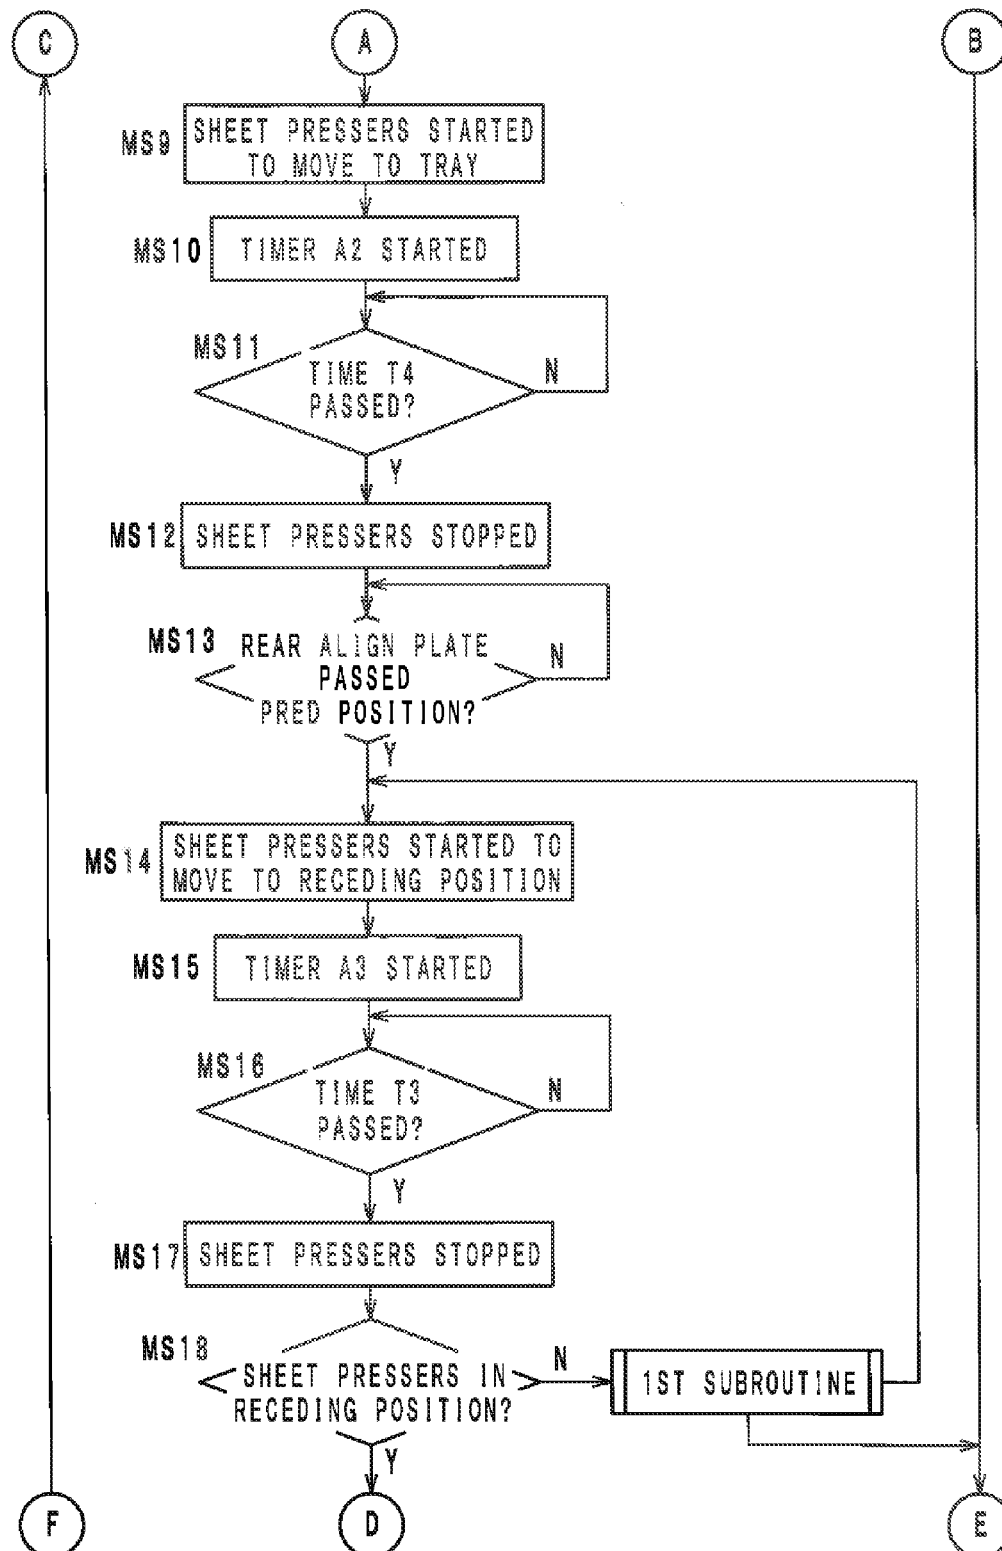 C
A
B
MS9
SHEET PRESSERS STARTED
TO MOVE TO TRAY
MS10
TIMER A2 STARTED
MS11
TIME T4
PASSED?
N
Y
MS12
SHEET PRESSERS STOPPED
MS13
REAR ALIGN PLATE
PASSED
PRED POSITION?
N
Y
MS14
SHEET PRESSERS STARTED TO
MOVE TO RECEDING POSITION
MS15
TIMER A3 STARTED
MS16
TIME T3
PASSED?
N
Y
MS17
SHEET PRESSERS STOPPED
MS18
SHEET PRESSERS IN
RECEDING POSITION?
N
1ST SUBROUTINE
Y
F
D
E